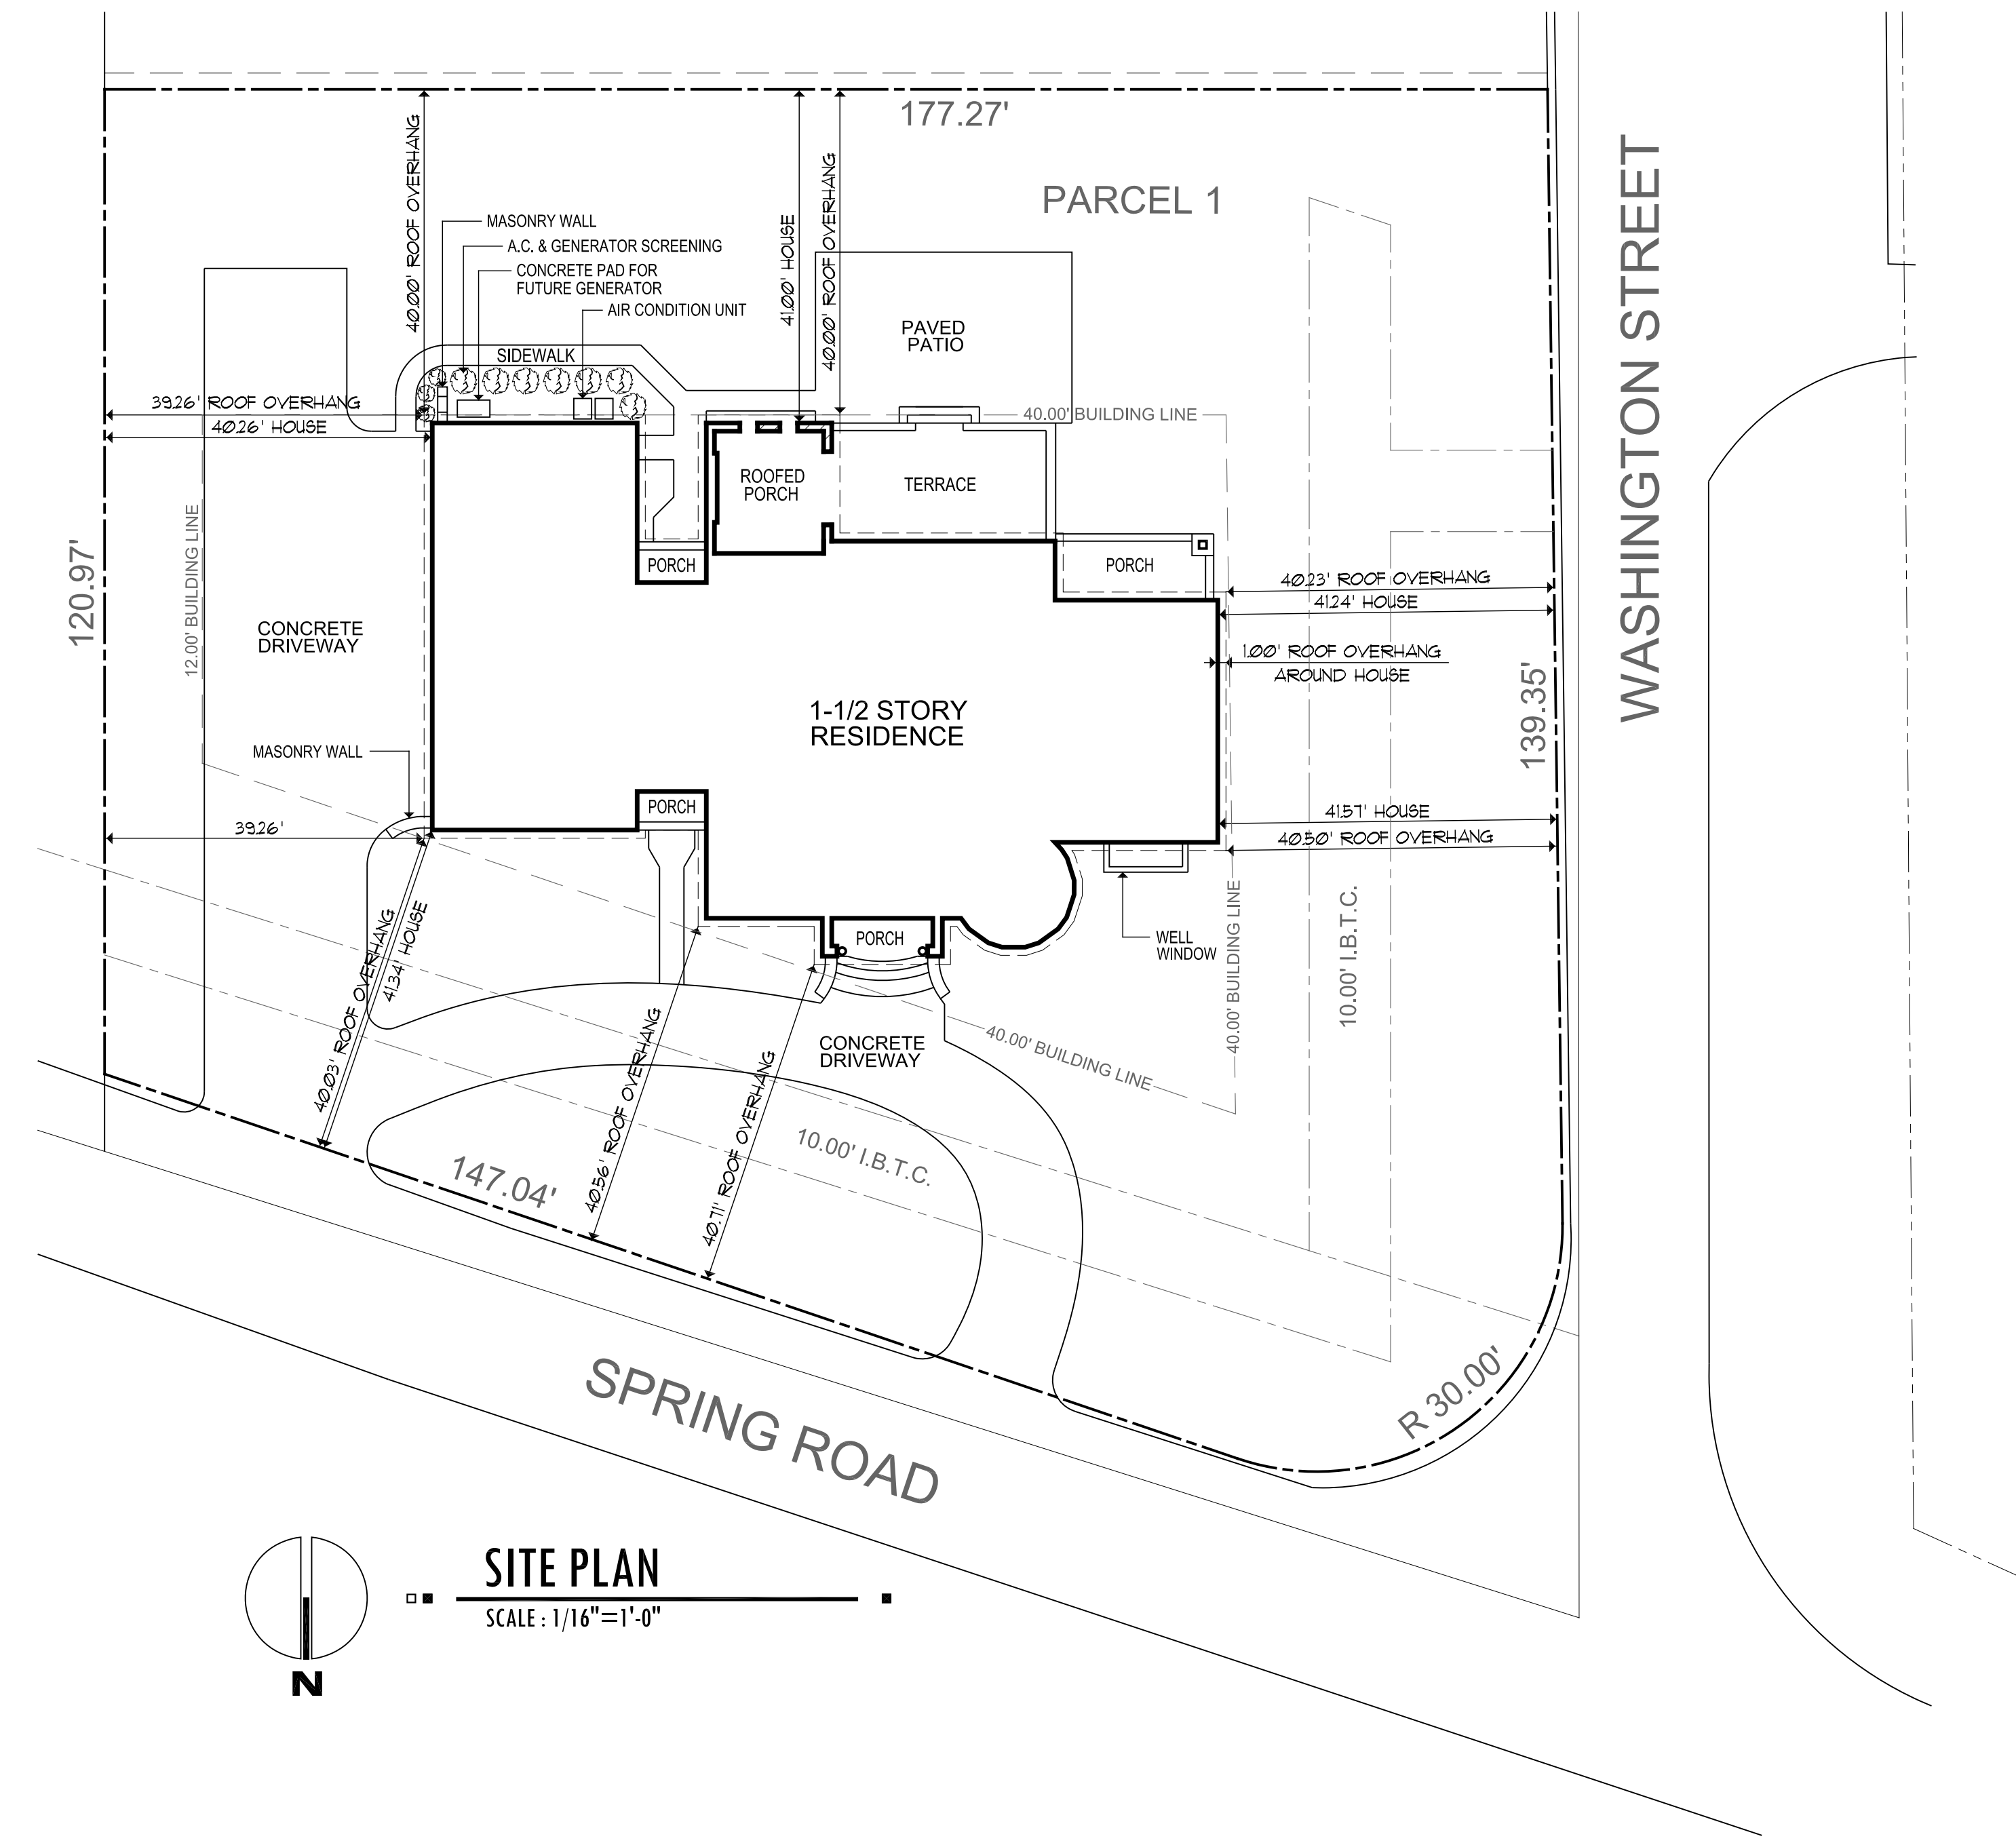 177.27'
PARCEL 1
WASHINGTON STREET
40.00' ROOF OVERHANG
41.00' HOUSE
40.00' ROOF OVERHANG
MASONRY WALL
A.C. & GENERATOR SCREENING
CONCRETE PAD FOR
FUTURE GENERATOR
AIR CONDITION UNIT
SIDEWALK
PAVED
PATIO
39.26' ROOF OVERHANG
40.26' HOUSE
40.00' BUILDING LINE
ROOFED
PORCH
TERRACE
12.00' BUILDING LINE
120.97'
PORCH
PORCH
40.23' ROOF OVERHANG
41.24' HOUSE
CONCRETE
DRIVEWAY
1.00' ROOF OVERHANG
AROUND HOUSE
139.35'
1-1/2 STORY
RESIDENCE
MASONRY WALL
PORCH
39.26'
41.57' HOUSE
40.50' ROOF OVERHANG
40.03' ROOF OVERHANG
41.34' HOUSE
PORCH
WELL
WINDOW
40.00' BUILDING LINE
10.00' I.B.T.C.
40.56' ROOF OVERHANG
40.71' ROOF OVERHANG
CONCRETE
DRIVEWAY
40.00' BUILDING LINE
10.00' I.B.T.C.
147.04'
R 30.00'
SPRING ROAD
SITE PLAN
SCALE : 1/16"=1'-0"
N